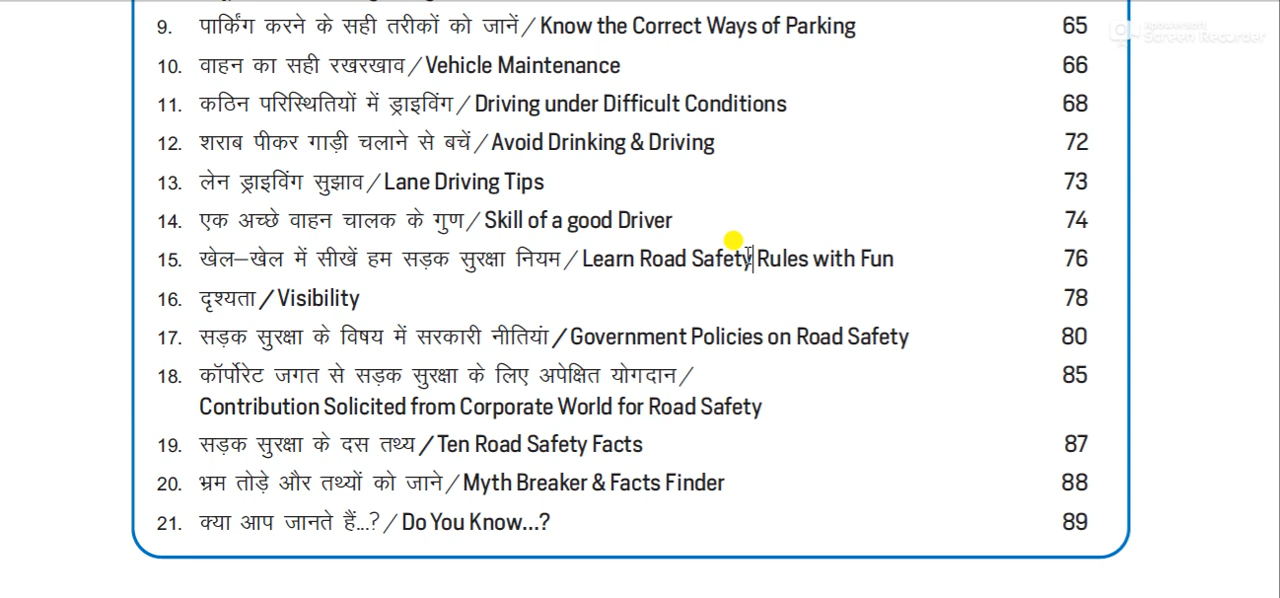 9. पार्किंग करने के सही तरीकों को जानें / Know the Correct Ways of Parking 65
Apowersoft
Screen Recorder
10. वाहन का सही रखरखाव / Vehicle Maintenance 66
11. कठिन परिस्थितियों में ड्राइविंग / Driving under Difficult Conditions 68
12. शराब पीकर गाड़ी चलाने से बचें / Avoid Drinking & Driving 72
13. लेन ड्राइविंग सुझाव / Lane Driving Tips 73
14. एक अच्छे वाहन चालक के गुण / Skill of a good Driver 74
15. खेल–खेल में सीखें हम सड़क सुरक्षा नियम / Learn Road Safety Rules with Fun 76
16. दृश्यता / Visibility 78
17. सड़क सुरक्षा के विषय में सरकारी नीतियां / Government Policies on Road Safety 80
18. कॉर्पोरेट जगत से सड़क सुरक्षा के लिए अपेक्षित योगदान / 85
Contribution Solicited from Corporate World for Road Safety
19. सड़क सुरक्षा के दस तथ्य / Ten Road Safety Facts 87
20. भ्रम तोड़े और तथ्यों को जाने / Myth Breaker & Facts Finder 88
21. क्या आप जानते हैं...? / Do You Know...? 89